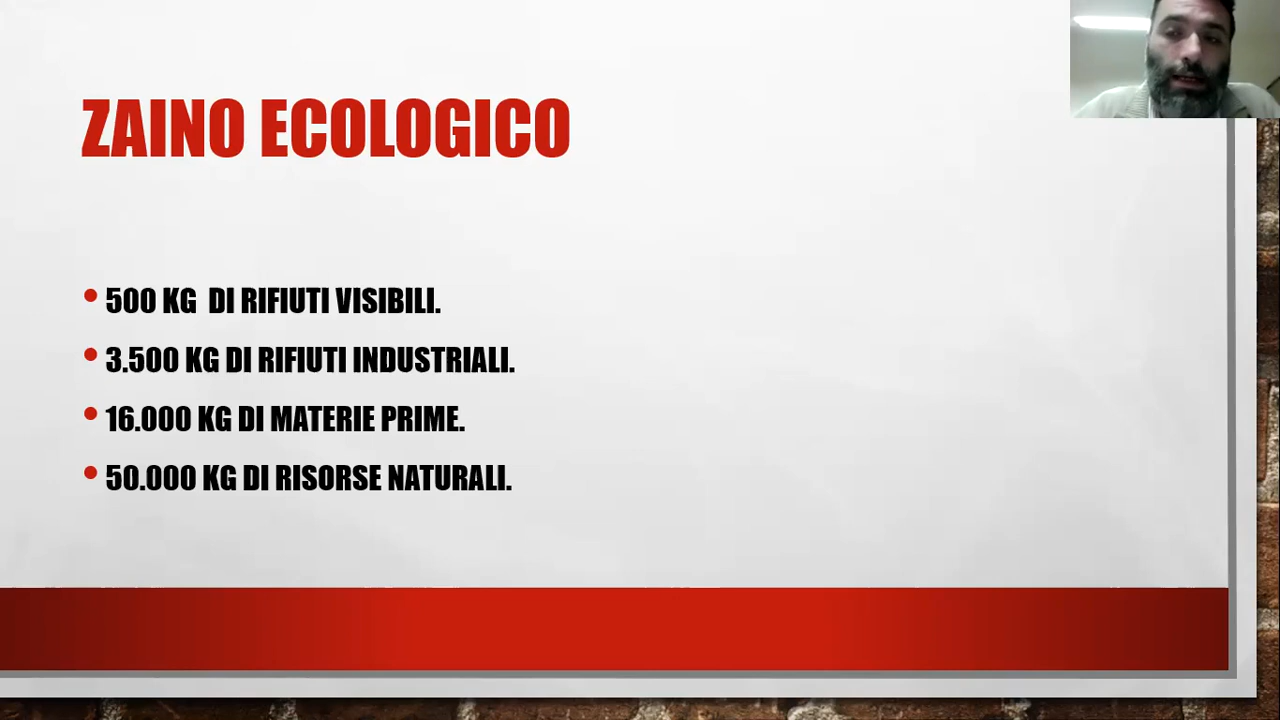 ZAINO ECOLOGICO
• 500 KG  DI RIFIUTI VISIBILI.
• 3.500 KG DI RIFIUTI INDUSTRIALI.
• 16.000 KG DI MATERIE PRIME.
• 50.000 KG DI RISORSE NATURALI.